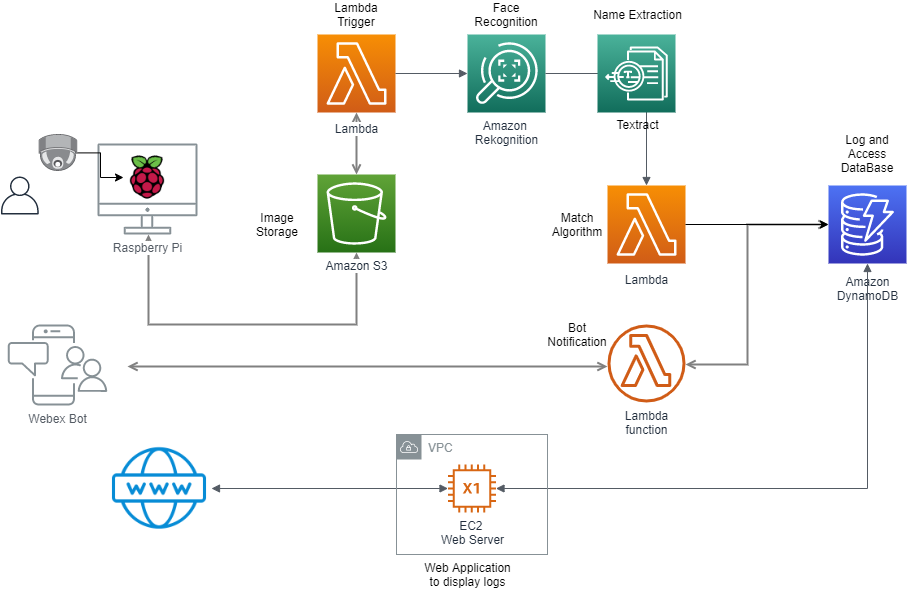 Lambda
Trigger
Face
Recognition
Name Extraction
Lambda
Amazon
Rekognition
Textract
Log and
Access
DataBase
Image
Storage
Match
Algorithm
Raspberry Pi
Amazon S3
Lambda
Amazon
DynamoDB
Bot
Notification
Webex Bot
Lambda
function
VPC
WWW
X1
EC2
Web Server
Web Application
to display logs